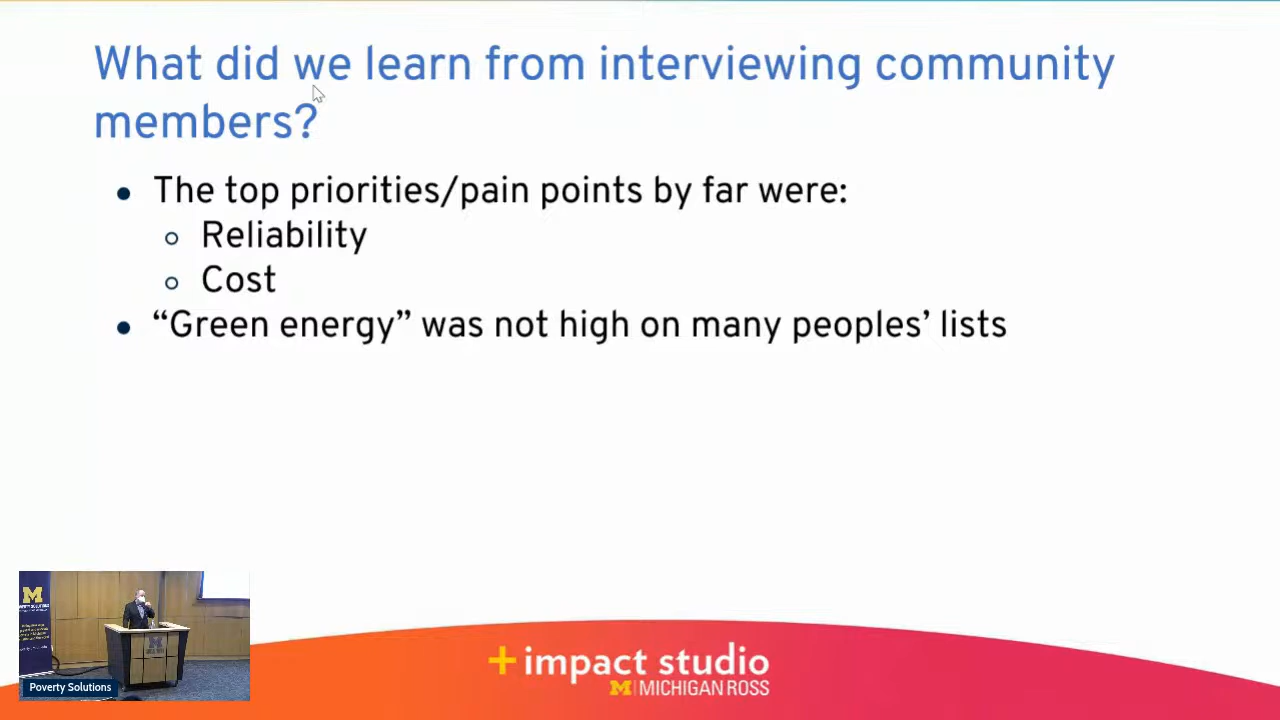 What did we learn from interviewing community
members?
The top priorities/pain points by far were:
Reliability
Cost
“Green energy” was not high on many peoples’ lists
+impact studio
M | MICHIGAN ROSS
M
Poverty Solutions